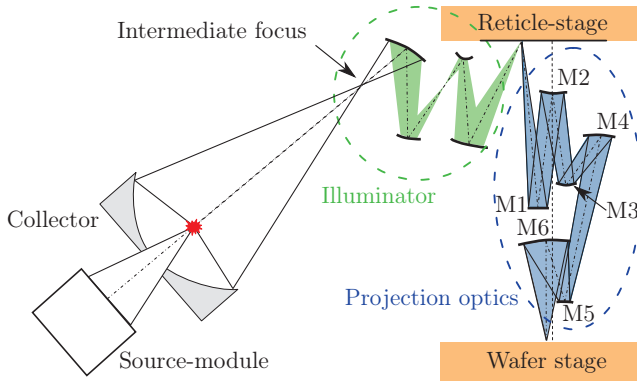 Reticle-stage
Intermediate focus
M2
M4
Illuminator
M1
M3
Collector
M6
Projection optics
M5
Source-module
Wafer stage